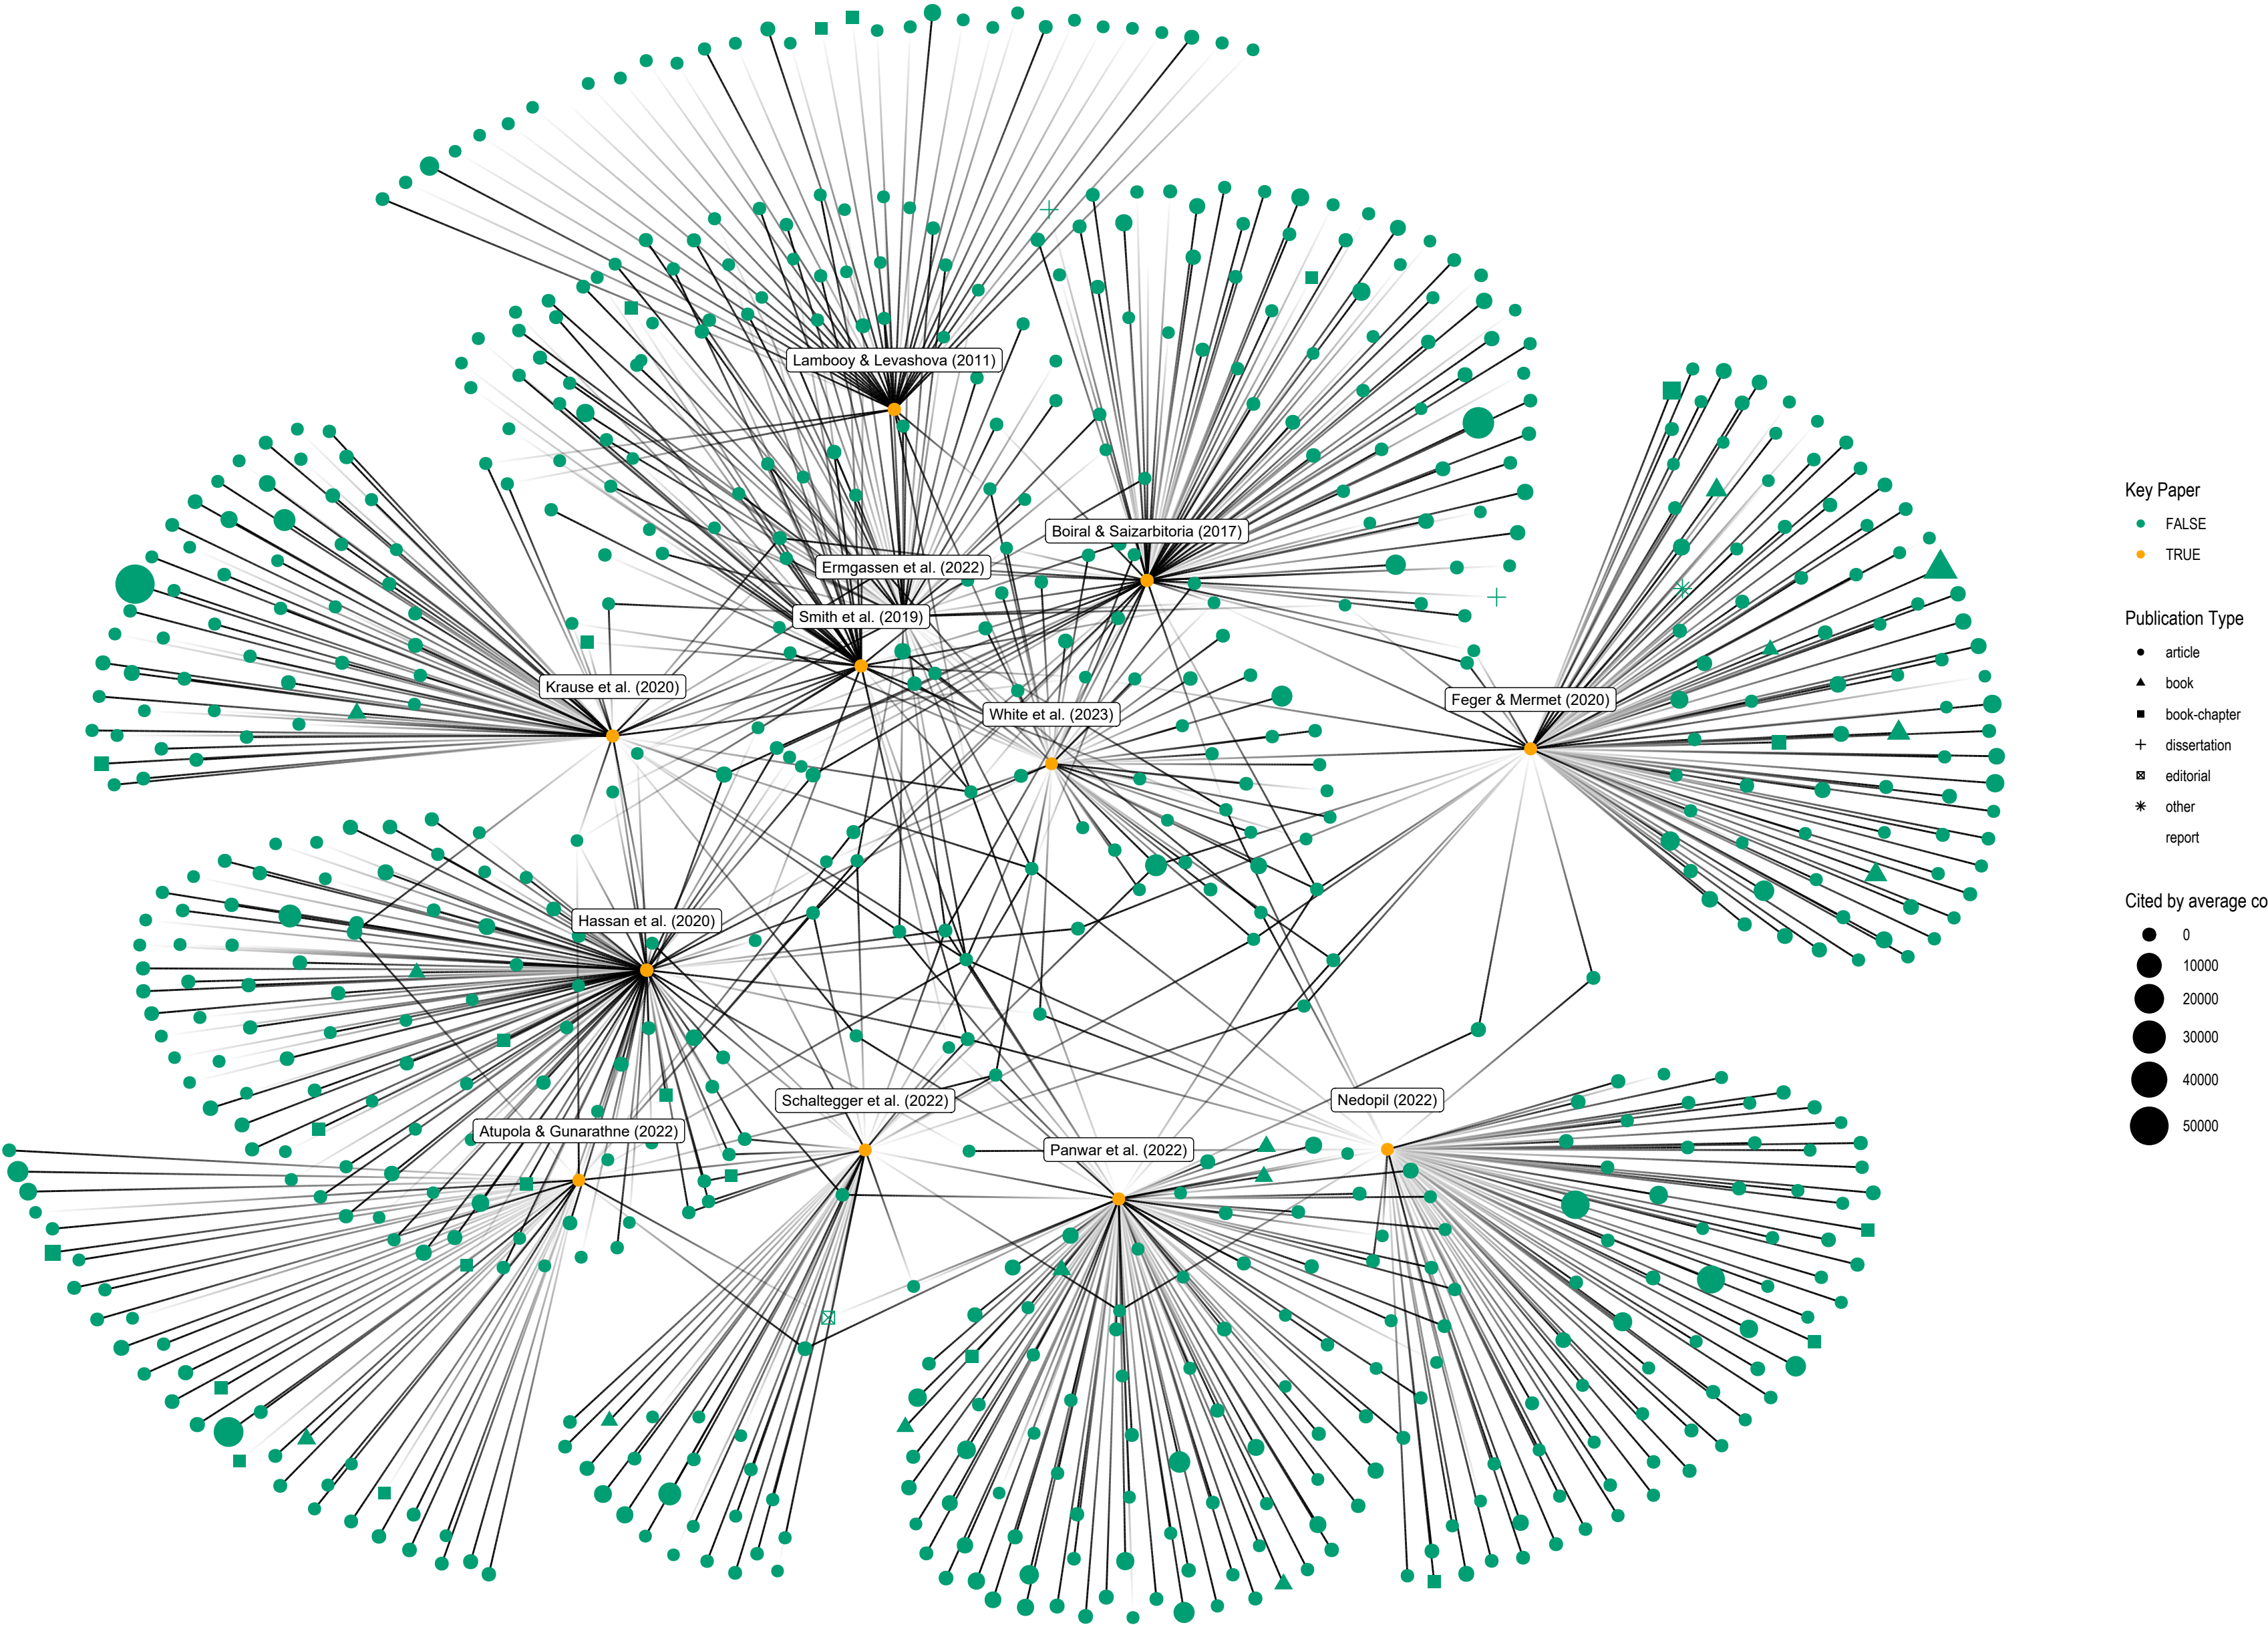 Lambooy & Levashova (2011)
Boiral & Saizarbitoria (2017)
Ermgassen et al. (2022)
Smith et al. (2019)
Krause et al. (2020)
Feger & Mermet (2020)
White et al. (2023)
Hassan et al. (2020)
Schaltegger et al. (2022)
Nedopil (2022)
Atupola & Gunarathne (2022)
Panwar et al. (2022)
Key Paper
FALSE
TRUE
Publication Type
article
book
book-chapter
dissertation
editorial
other
report
Cited by average co
0
10000
20000
30000
40000
50000